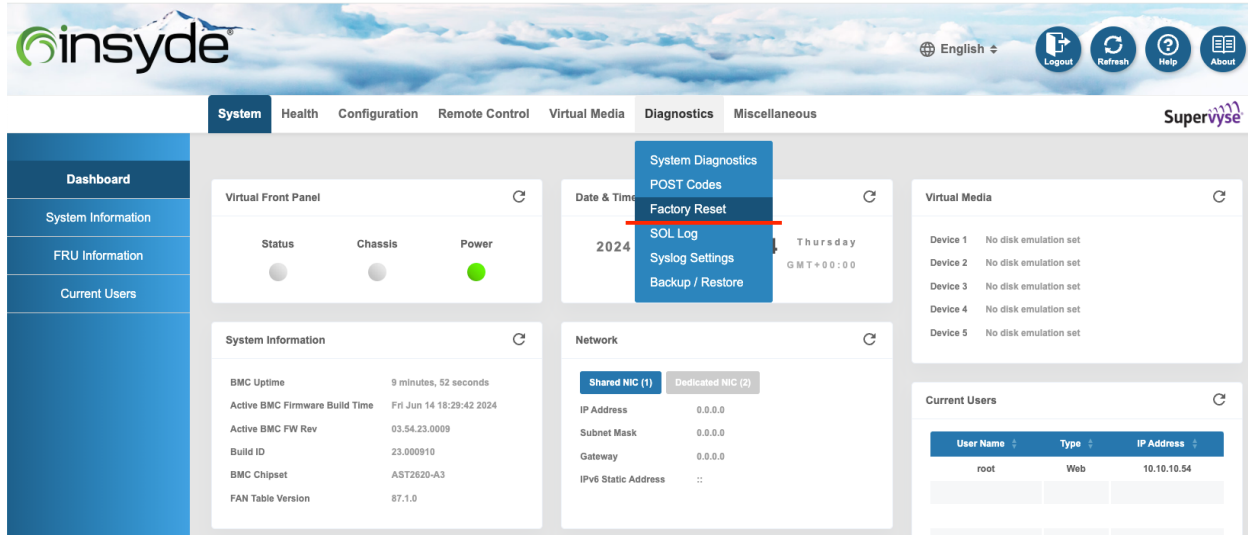 insyde®
English
Logout
Refresh
Help
About
System Health Configuration Remote Control Virtual Media Diagnostics Miscellaneous
Supervyse
Dashboard
System Information
FRU Information
Current Users
System Diagnostics
POST Codes
Factory Reset
SOL Log
Syslog Settings
Backup / Restore
Virtual Front Panel
Status Chassis Power
Date & Time
2024
4 Thursday
GMT+00:00
Virtual Media
Device 1 No disk emulation set
Device 2 No disk emulation set
Device 3 No disk emulation set
Device 4 No disk emulation set
Device 5 No disk emulation set
System Information
BMC Uptime 9 minutes, 52 seconds
Active BMC Firmware Build Time Fri Jun 14 18:29:42 2024
Active BMC FW Rev 03.54.23.0009
Build ID 23.000910
BMC Chipset AST2620-A3
FAN Table Version 87.1.0
Network
Shared NIC (1) Dedicated NIC (2)
IP Address 0.0.0.0
Subnet Mask 0.0.0.0
Gateway 0.0.0.0
IPv6 Static Address ::
Current Users
User Name Type IP Address
root Web 10.10.10.54